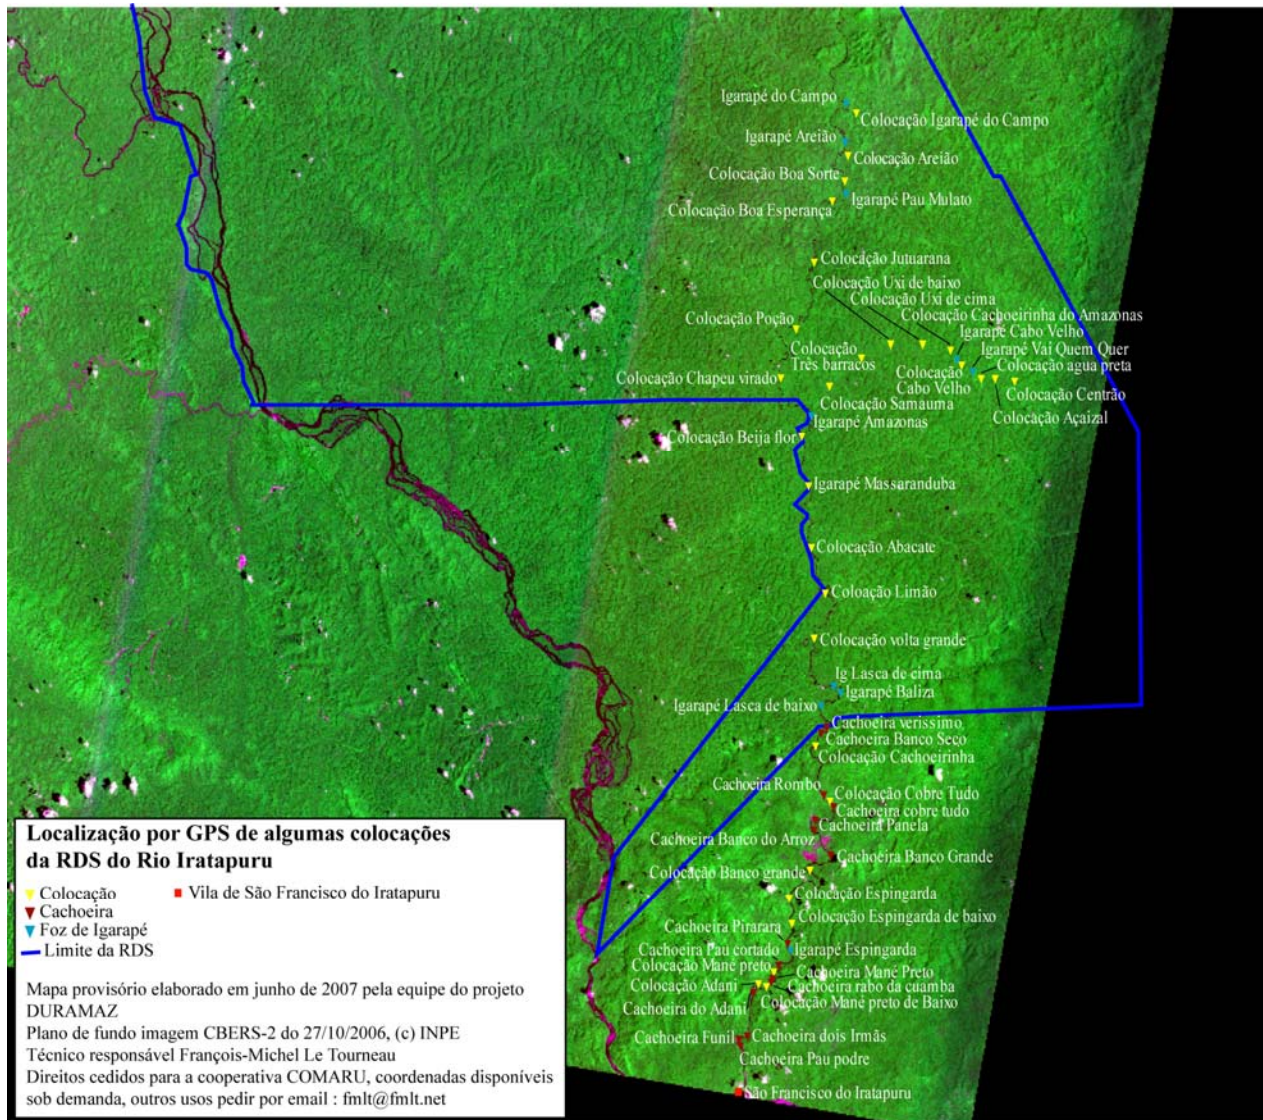 Igarapé do Campo
Colocação Igarapé do Campo
Igarapé Areião
Colocação Areião
Colocação Boa Sorte
Igarapé Pau Mulato
Colocação Boa Esperança
Colocação Jutuarana
Colocação Uxi de baixo
Colocação Uxi de cima
Colocação Cachoeirinha do Amazonas
Colocação Poção
Igarapé Cabo Velho
Colocação
Três barracos
Igarapé Vai Quem Quer
Colocação agua preta
Colocação
Cabo Velho
Colocação Chapeu virado
Colocação Centrão
Colocação Samauma
Colocação Açaizal
Igarapé Amazonas
Colocação Beija flor
Igarapé Massaranduba
Colocação Abacate
Coloação Limão
Colocação volta grande
Ig Lasca de cima
Igarapé Baliza
Igarapé Lasca de baixo
Cachoeira verissimo
Cachoeira Banco Seco
Colocação Cachoeirinha
Cachoeira Rombo
Colocação Cobre Tudo
Cachoeira cobre tudo
Cachoeira Panela
Cachoeira Banco do Arroz
Cachoeira Banco Grande
Colocação Banco grande
Colocação Espingarda
Colocação Espingarda de baixo
Cachoeira Pirarara
Cachoeira Pau cortado
Igarapé Espingarda
Colocação Mané preto
Cachoeira Mané Preto
Colocação Adani
Cachoeira rabo da cuamba
Colocação Mané preto de Baixo
Cachoeira do Adani
Cachoeira Funil
Cachoeira dois Irmãs
Cachoeira Pau podre
São Francisco do Iratapuru
Localização por GPS de algumas colocações
da RDS do Rio Iratapuru
Colocação
Vila de São Francisco do Iratapuru
Cachoeira
Foz de Igarapé
Limite da RDS
Mapa provisório elaborado em junho de 2007 pela equipe do projeto
DURAMAZ
Plano de fundo imagem CBERS-2 do 27/10/2006, (c) INPE
Técnico responsável François-Michel Le Tourneau
Direitos cedidos para a cooperativa COMARU, coordenadas disponíveis
sob demanda, outros usos pedir por email : fmlt@fmlt.net